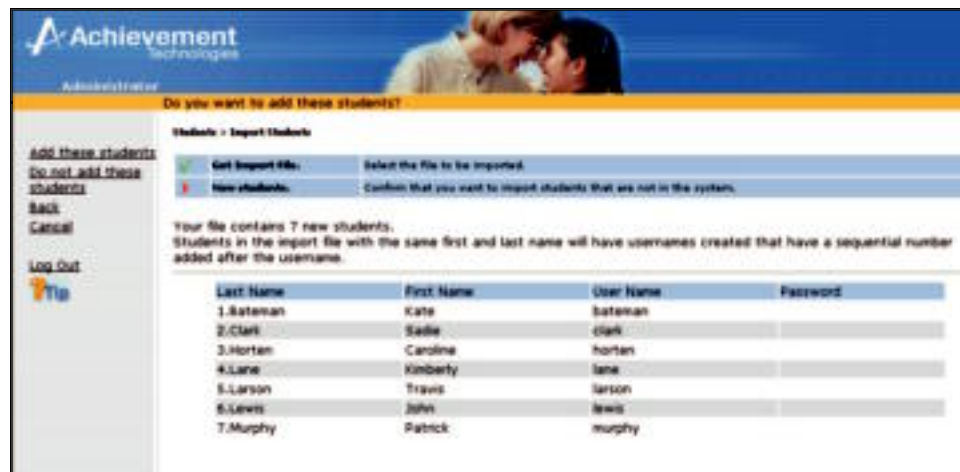 Achievement
Technologies
Administrator
Do you want to add these students?
Students > Import Students
Add these students
Do not add these
students
Back
Cancel
Log Out
?Tip
Get Import File. Select the file to be imported.
New students. Confirm that you want to import students that are not in the system.
Your file contains 7 new students.
Students in the import file with the same first and last name will have usernames created that have a sequential number
added after the username.
Last Name First Name User Name Password
1.Bateman Kate bateman
2.Clark Sadie clark
3.Horten Caroline horten
4.Lane Kimberly lane
5.Larson Travis larson
6.Lewis John lewis
7.Murphy Patrick murphy